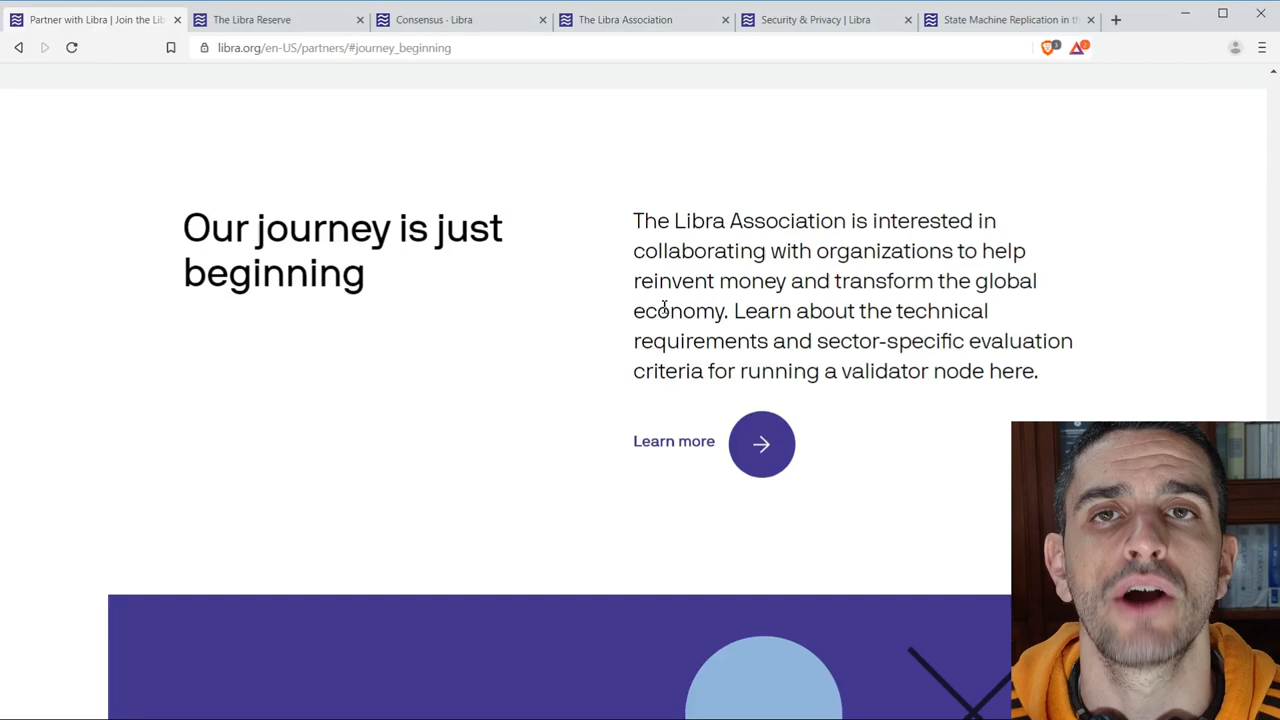 Partner with Libra | Join the Lib
The Libra Reserve
Consensus · Libra
The Libra Association
Security & Privacy | Libra
State Machine Replication in th
libra.org/en-US/partners/#journey_beginning
3
2
Our journey is just
beginning
The Libra Association is interested in
collaborating with organizations to help
reinvent money and transform the global
economy. Learn about the technical
requirements and sector-specific evaluation
criteria for running a validator node here.
Learn more